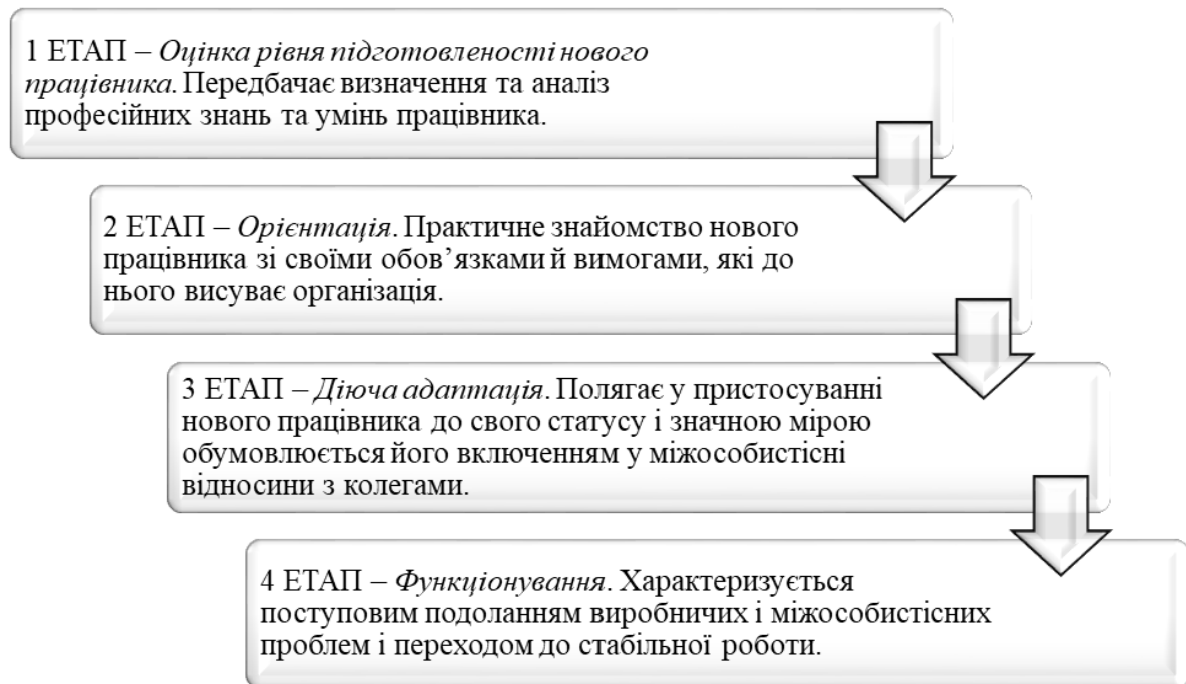 1 ЕТАП – Оцінка рівня підготовленості нового
працівника. Передбачає визначення та аналіз
професійних знань та умінь працівника.
2 ЕТАП – Орієнтація. Практичне знайомство нового
працівника зі своїми обов’язками й вимогами, які до
нього висуває організація.
3 ЕТАП – Діюча адаптація. Полягає у пристосуванні
нового працівника до свого статусу і значною мірою
обумовлюється його включенням у міжособистісні
відносини з колегами.
4 ЕТАП – Функціонування. Характеризується
поступовим подоланням виробничих і міжособистісних
проблем і переходом до стабільної роботи.